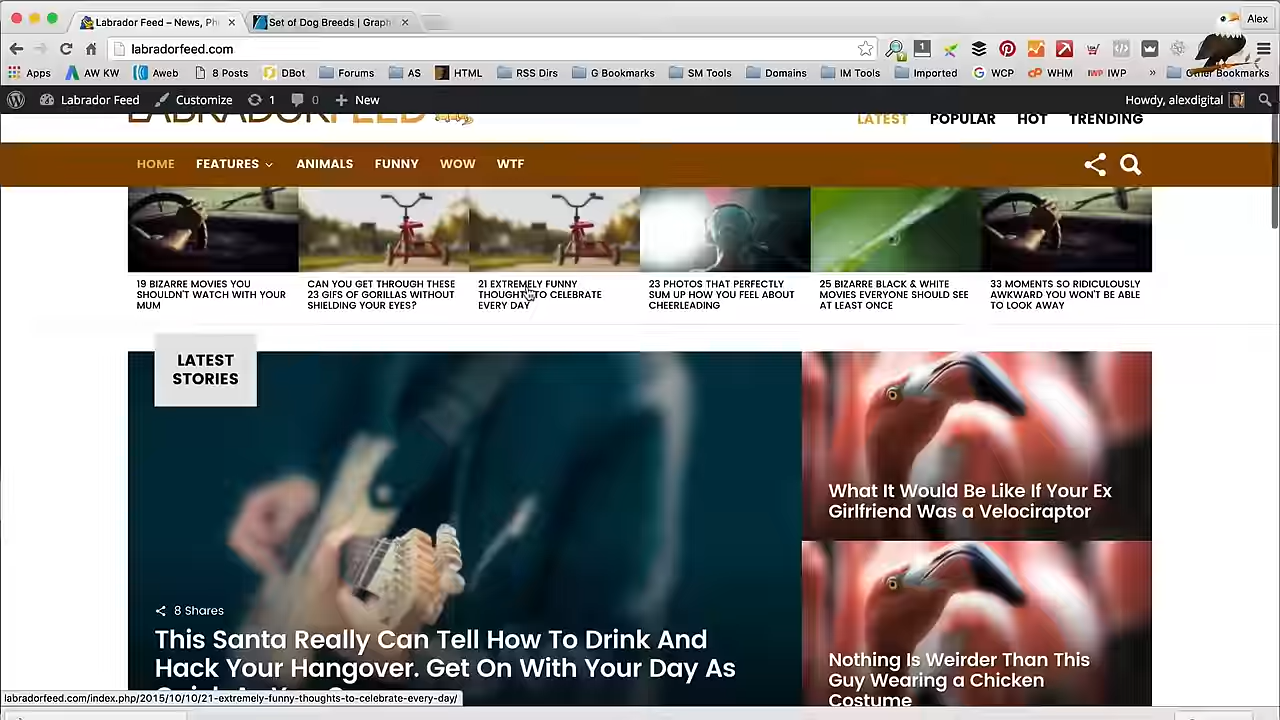 Labrador Feed – News, Ph
Set of Dog Breeds | Graph
Alex
labradorfeed.com
Apps
AW KW
Aweb
8 Posts
DBot
Forums
AS
HTML
RSS Dirs
G Bookmarks
SM Tools
Domains
IM Tools
Imported
WCP
WHM
IWP
»
Other Bookmarks
Labrador Feed
Customize
1
0
New
Howdy, alexdigital
LABRADORFEED
LATEST
POPULAR
HOT
TRENDING
HOME
FEATURES
ANIMALS
FUNNY
WOW
WTF
19 BIZARRE MOVIES YOU
SHOULDN'T WATCH WITH YOUR
MUM
CAN YOU GET THROUGH THESE
23 GIFS OF GORILLAS WITHOUT
SHIELDING YOUR EYES?
21 EXTREMELY FUNNY
THOUGHTS TO CELEBRATE
EVERY DAY
23 PHOTOS THAT PERFECTLY
SUM UP HOW YOU FEEL ABOUT
CHEERLEADING
25 BIZARRE BLACK & WHITE
MOVIES EVERYONE SHOULD SEE
AT LEAST ONCE
33 MOMENTS SO RIDICULOUSLY
AWKWARD YOU WON'T BE ABLE
TO LOOK AWAY
LATEST
STORIES
8 Shares
This Santa Really Can Tell How To Drink And
Hack Your Hangover. Get On With Your Day As
What It Would Be Like If Your Ex
Girlfriend Was a Velociraptor
Nothing Is Weirder Than This
Guy Wearing a Chicken
Costume
labradorfeed.com/index.php/2015/10/10/21-extremely-funny-thoughts-to-celebrate-every-day/